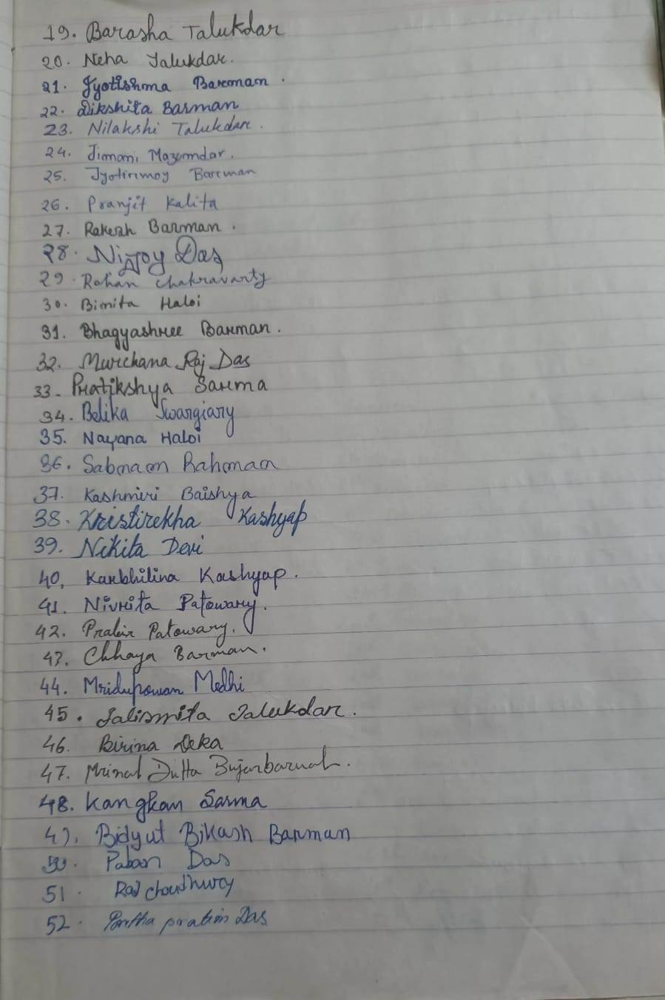 19. Barasha Talukdar
20. Neha Talukdar.
21. Jyotishma Barman.
22. Dikshita Barman
23. Nilakshi Talukdar.
24. Jimomi Mazumdar.
25. Jyotirmoy Barman
26. Pranjit Kalita
27. Rakesh Barman.
28. Nijoy Das
29. Rohan Chakravarty
30. Bimita Haloi
31. Bhagyashree Barman.
32. Murchana Raj Das
33. Pratikshya Sarma
34. Belika Swargiary
35. Nayana Haloi
36. Sabnam Rahman
37. Kashmiri Baishya
38. Kristirekha Kashyap
39. Nikita Devi
40. Karbhilina Kashyap.
41. Nivrita Patowary.
42. Prabir Patowary.
43. Chhaya Barman.
44. Mridupowan Medhi
45. Jalismita Talukdar.
46. Birina Deka
47. Mrinal Dutta Bujarbaruah.
48. Kangkan Sarma
49. Bidyut Bikash Barman
50. Paban Das
51. Raj Choudhury
52. Partha pratim Das